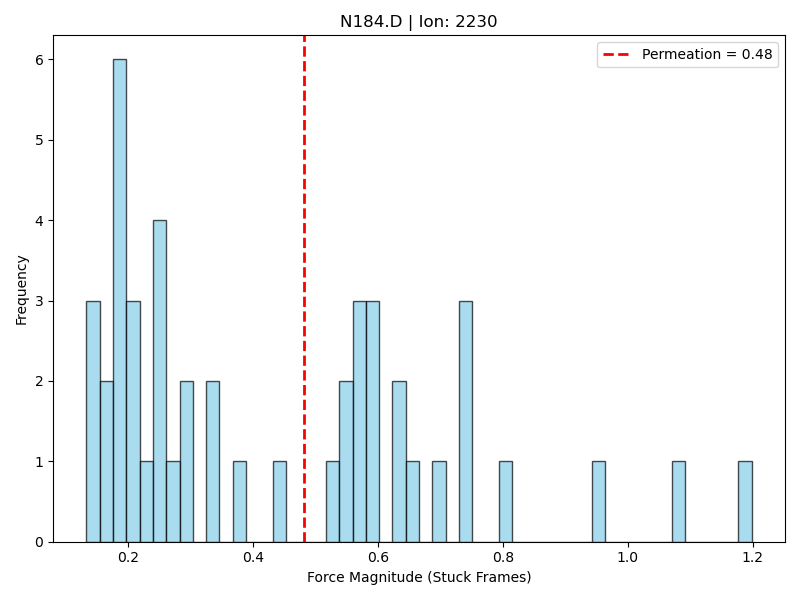 N184.D | Ion: 2230
Permeation = 0.48
Frequency
6
5
4
3
2
1
0
0.2 0.4 0.6 0.8 1.0 1.2
Force Magnitude (Stuck Frames)